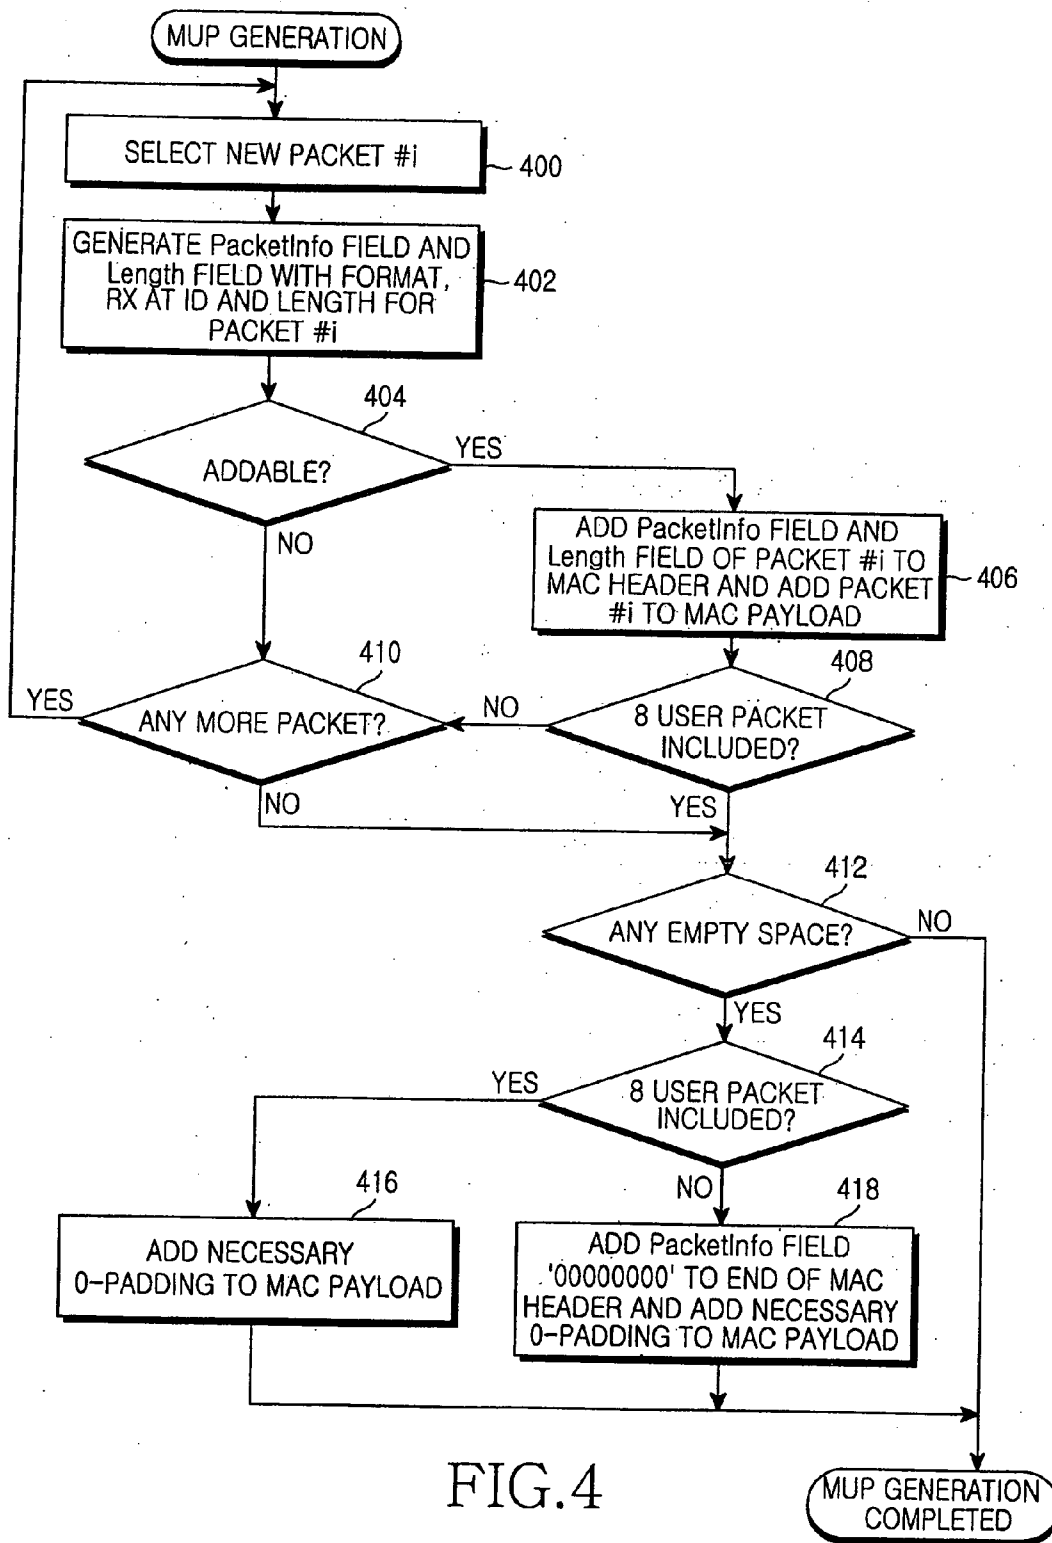 MUP GENERATION
SELECT NEW PACKET #i
400
GENERATE PacketInfo FIELD AND
Length FIELD WITH FORMAT,
RX AT ID AND LENGTH FOR
PACKET #i
402
404
ADDABLE?
YES
NO
ADD PacketInfo FIELD AND
Length FIELD OF PACKET #i TO
MAC HEADER AND ADD PACKET
#i TO MAC PAYLOAD
406
410
YES
ANY MORE PACKET?
NO
408
NO
8 USER PACKET
INCLUDED?
YES
412
ANY EMPTY SPACE?
NO
YES
414
YES
8 USER PACKET
INCLUDED?
NO
416
ADD NECESSARY
0-PADDING TO MAC PAYLOAD
418
ADD PacketInfo FIELD
'00000000' TO END OF MAC
HEADER AND ADD NECESSARY
0-PADDING TO MAC PAYLOAD
FIG.4
MUP GENERATION
COMPLETED